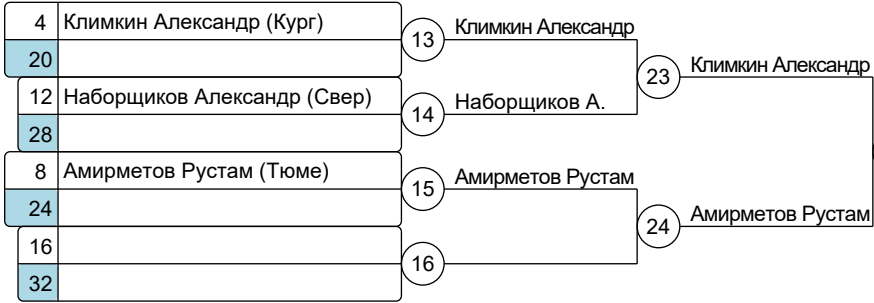 4 Климкин Александр (Кург)
13 Климкин Александр
20
23 Климкин Александр
12 Наборщиков Александр (Свер)
14 Наборщиков А.
28
8 Амирметов Рустам (Тюме)
15 Амирметов Рустам
24
24 Амирметов Рустам
16
16
32